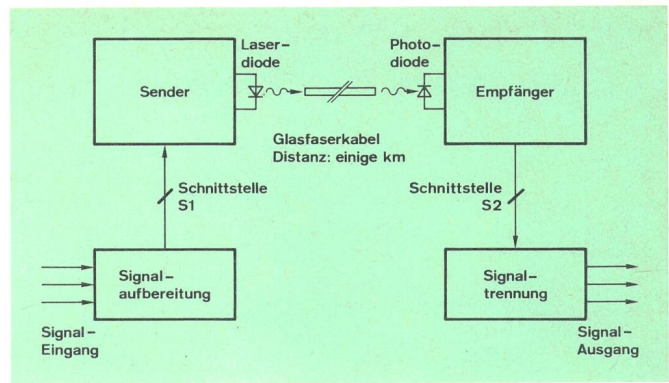 Laser-
diode
Photo-
diode
Sender
Empfänger
Glasfaserkabel
Distanz: einige km
Schnittstelle
S1
Schnittstelle
S2
Signal-
aufbereitung
Signal-
trennung
Signal-
Eingang
Signal-
Ausgang